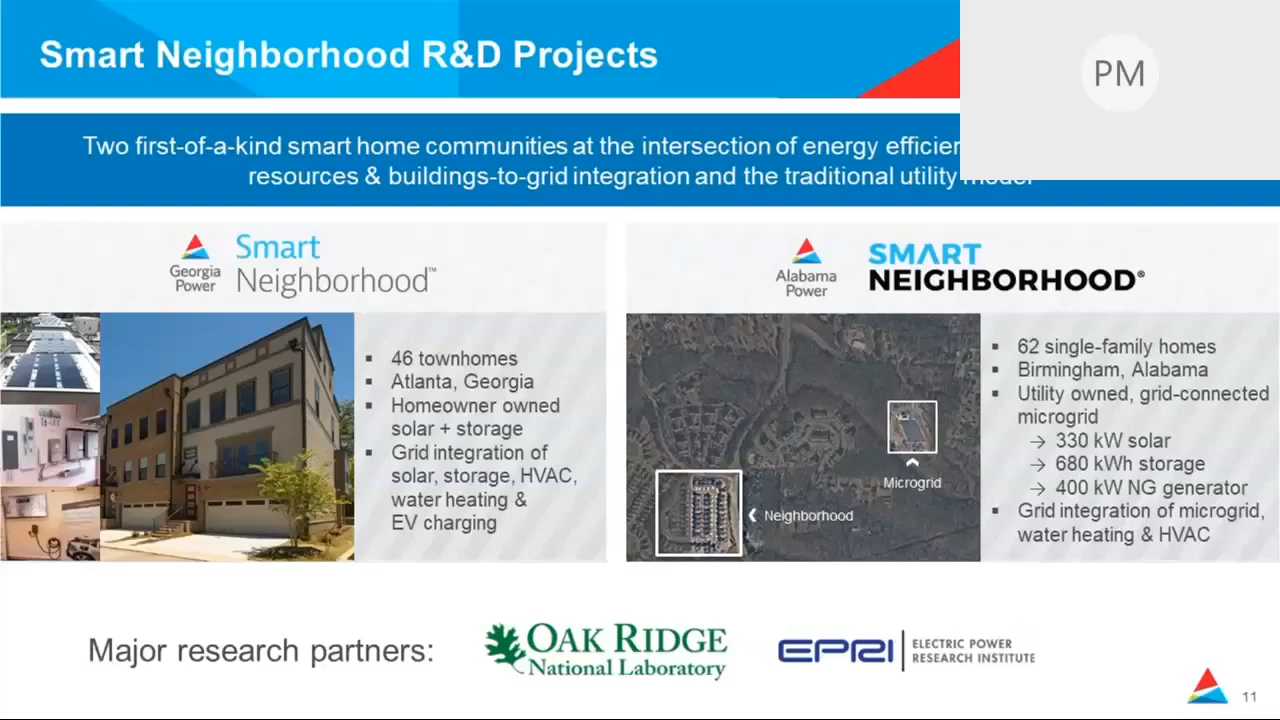 Smart Neighborhood R&D Projects
PM
Two first-of-a-kind smart home communities at the intersection of energy
resources & buildings-to-grid integration and the traditional utility
Georgia
Power
Smart
Neighborhood™
46 townhomes
Atlanta, Georgia
Homeowner owned
solar + storage
Grid integration of
solar, storage, HVAC,
water heating &
EV charging
Alabama
Power
SMART
NEIGHBORHOOD®
Microgrid
Neighborhood
62 single-family homes
Birmingham, Alabama
Utility owned, grid-connected
microgrid
→ 330 kW solar
→ 680 kWh storage
→ 400 kW NG generator
Grid integration of microgrid,
water heating & HVAC
Major research partners:
OAK RIDGE
National Laboratory
EPRI
ELECTRIC POWER
RESEARCH INSTITUTE
11